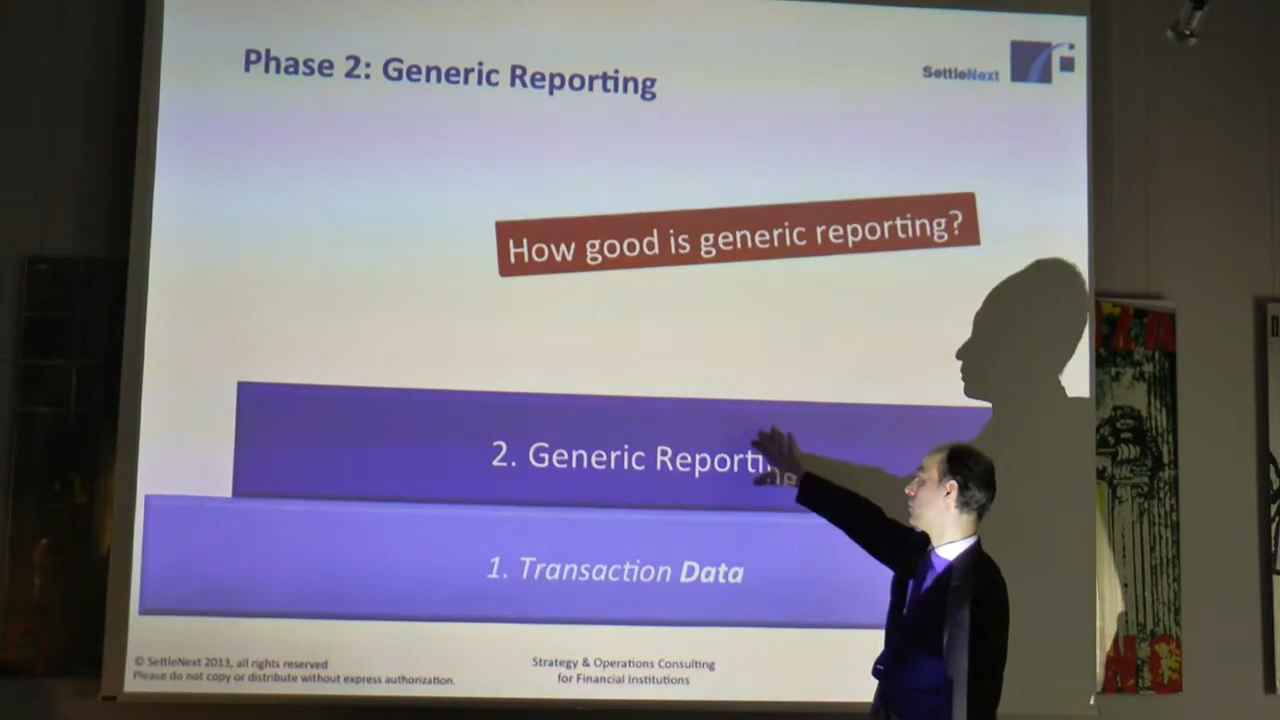 Phase 2: Generic Reporting
SettleNext
How good is generic reporting?
2. Generic Reporting
1. Transaction Data
© SettleNext 2013, all rights reserved
Please do not copy or distribute without express authorization.
Strategy & Operations Consulting
for Financial Institutions